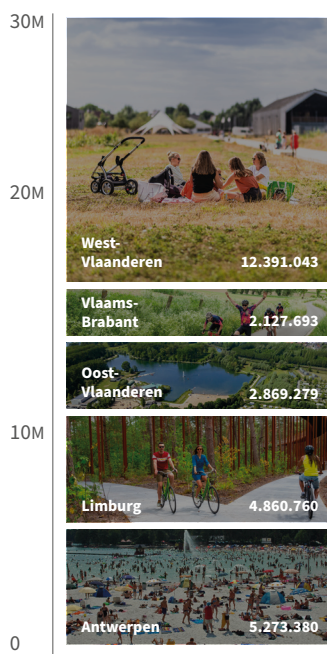 30M
20M
West-
Vlaanderen 12.391.043
Vlaams-
Brabant 2.127.693
Oost-
Vlaanderen 2.869.279
10M
Limburg 4.860.760
Antwerpen 5.273.380
0